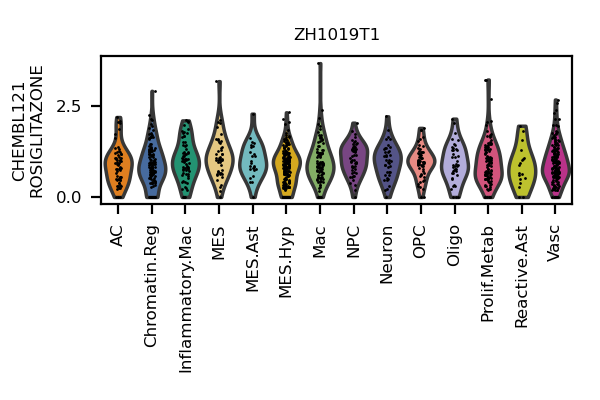 ZH1019T1
CHEMBL121
ROSIGLITAZONE
2.5
0.0
AC
Chromatin.Reg
Inflammatory.Mac
MES
MES.Ast
MES.Hyp
Mac
NPC
Neuron
OPC
Oligo
Prolif.Metab
Reactive.Ast
Vasc